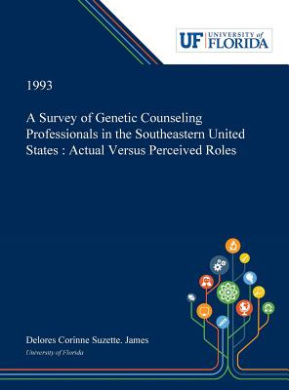 UF UNIVERSITY of
FLORIDA
1993
A Survey of Genetic Counseling
Professionals in the Southeastern United
States : Actual Versus Perceived Roles
Delores Corinne Suzette. James
University of Florida